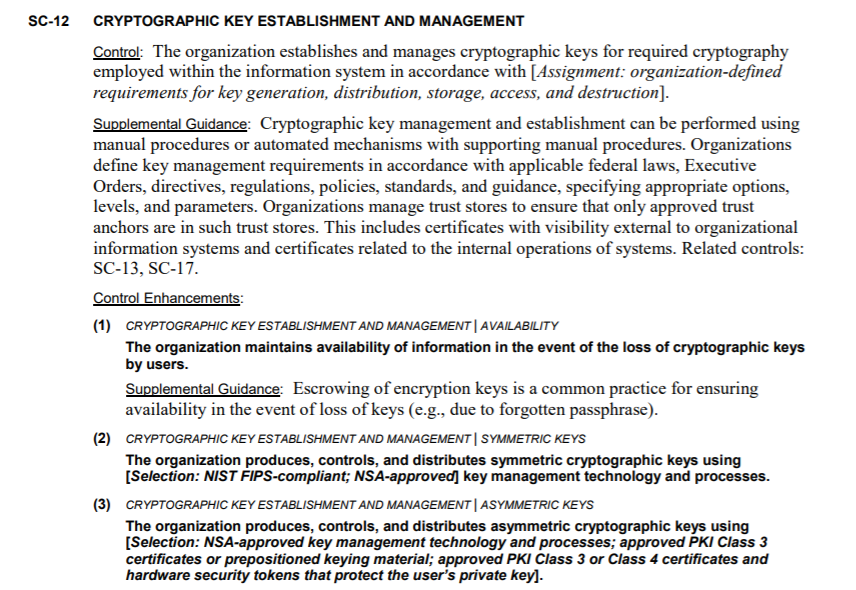 SC-12 CRYPTOGRAPHIC KEY ESTABLISHMENT AND MANAGEMENT
Control: The organization establishes and manages cryptographic keys for required cryptography
employed within the information system in accordance with [Assignment: organization-defined
requirements for key generation, distribution, storage, access, and destruction].
Supplemental Guidance: Cryptographic key management and establishment can be performed using
manual procedures or automated mechanisms with supporting manual procedures. Organizations
define key management requirements in accordance with applicable federal laws, Executive
Orders, directives, regulations, policies, standards, and guidance, specifying appropriate options,
levels, and parameters. Organizations manage trust stores to ensure that only approved trust
anchors are in such trust stores. This includes certificates with visibility external to organizational
information systems and certificates related to the internal operations of systems. Related controls:
SC-13, SC-17.
Control Enhancements:
(1) CRYPTOGRAPHIC KEY ESTABLISHMENT AND MANAGEMENT | AVAILABILITY
The organization maintains availability of information in the event of the loss of cryptographic keys
by users.
Supplemental Guidance: Escrowing of encryption keys is a common practice for ensuring
availability in the event of loss of keys (e.g., due to forgotten passphrase).
(2) CRYPTOGRAPHIC KEY ESTABLISHMENT AND MANAGEMENT | SYMMETRIC KEYS
The organization produces, controls, and distributes symmetric cryptographic keys using
[Selection: NIST FIPS-compliant; NSA-approved] key management technology and processes.
(3) CRYPTOGRAPHIC KEY ESTABLISHMENT AND MANAGEMENT | ASYMMETRIC KEYS
The organization produces, controls, and distributes asymmetric cryptographic keys using
[Selection: NSA-approved key management technology and processes; approved PKI Class 3
certificates or prepositioned keying material; approved PKI Class 3 or Class 4 certificates and
hardware security tokens that protect the user's private key].